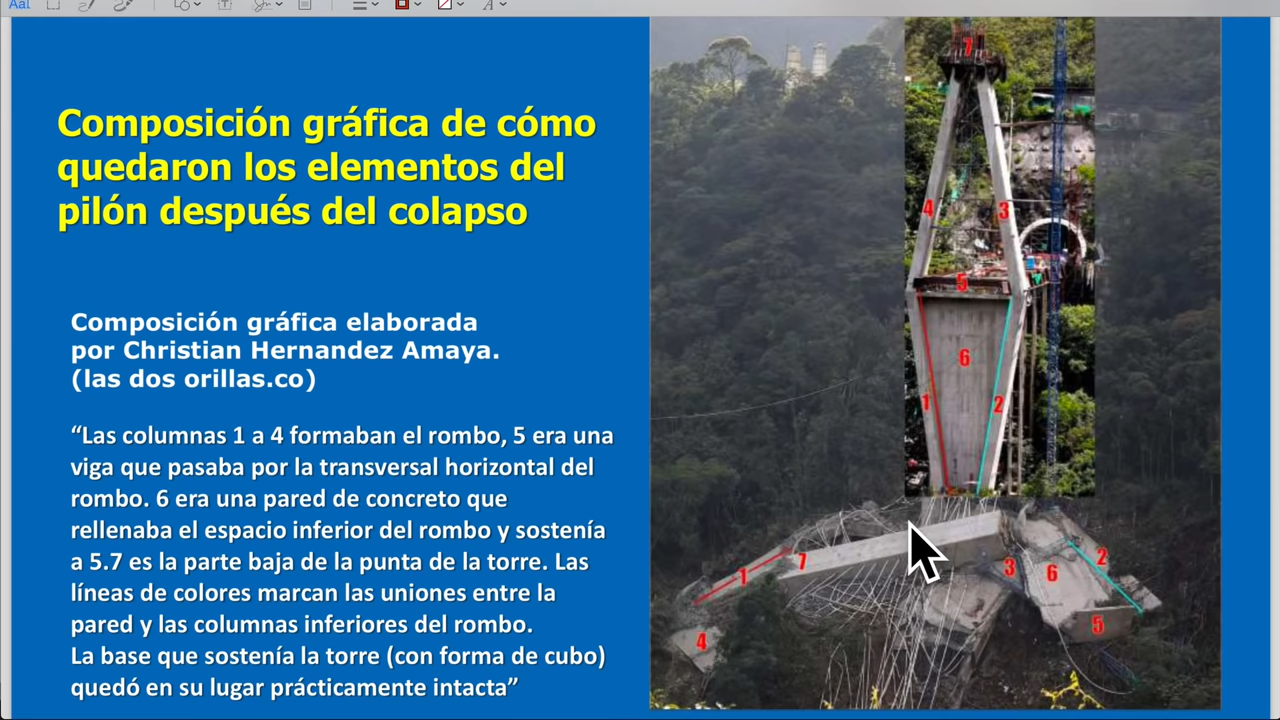 Aa
Composición gráfica de cómo
quedaron los elementos del
pilón después del colapso
Composición gráfica elaborada
por Christian Hernandez Amaya.
(las dos orillas.co)
“Las columnas 1 a 4 formaban el rombo, 5 era una
viga que pasaba por la transversal horizontal del
rombo. 6 era una pared de concreto que
rellenaba el espacio inferior del rombo y sostenía
a 5.7 es la parte baja de la punta de la torre. Las
líneas de colores marcan las uniones entre la
pared y las columnas inferiores del rombo.
La base que sostenía la torre (con forma de cubo)
quedó en su lugar prácticamente intacta”
7
4 3
5
6
1 2
1 7 3 6 2
4 5